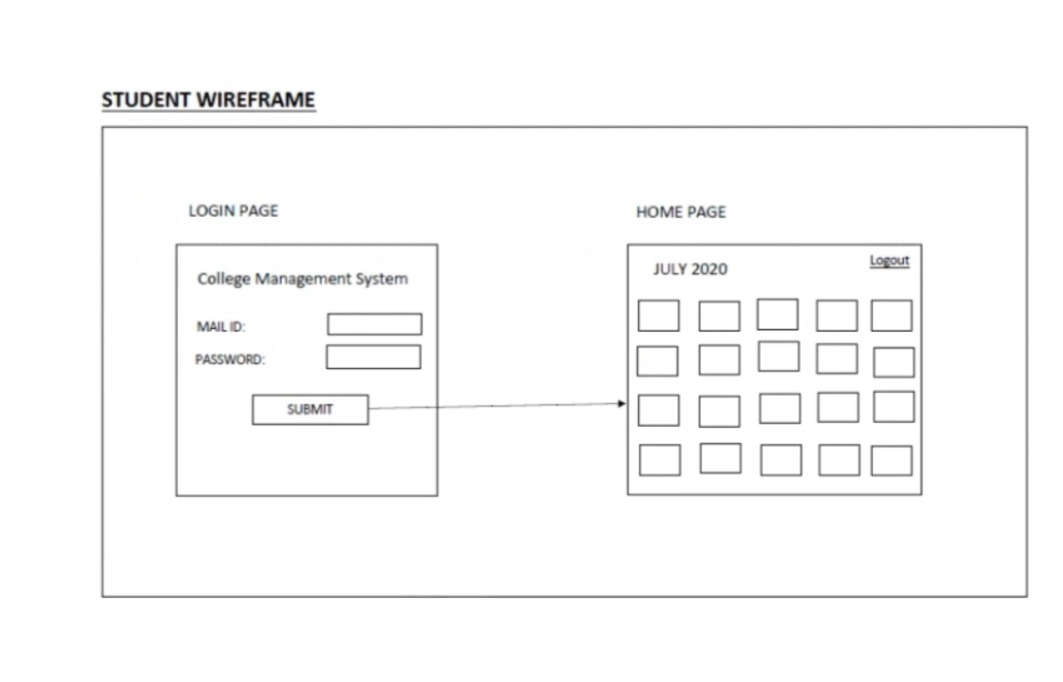 STUDENT WIREFRAME
LOGIN PAGE
College Management System
MAIL ID:
PASSWORD:
SUBMIT
HOME PAGE
JULY 2020
Logout